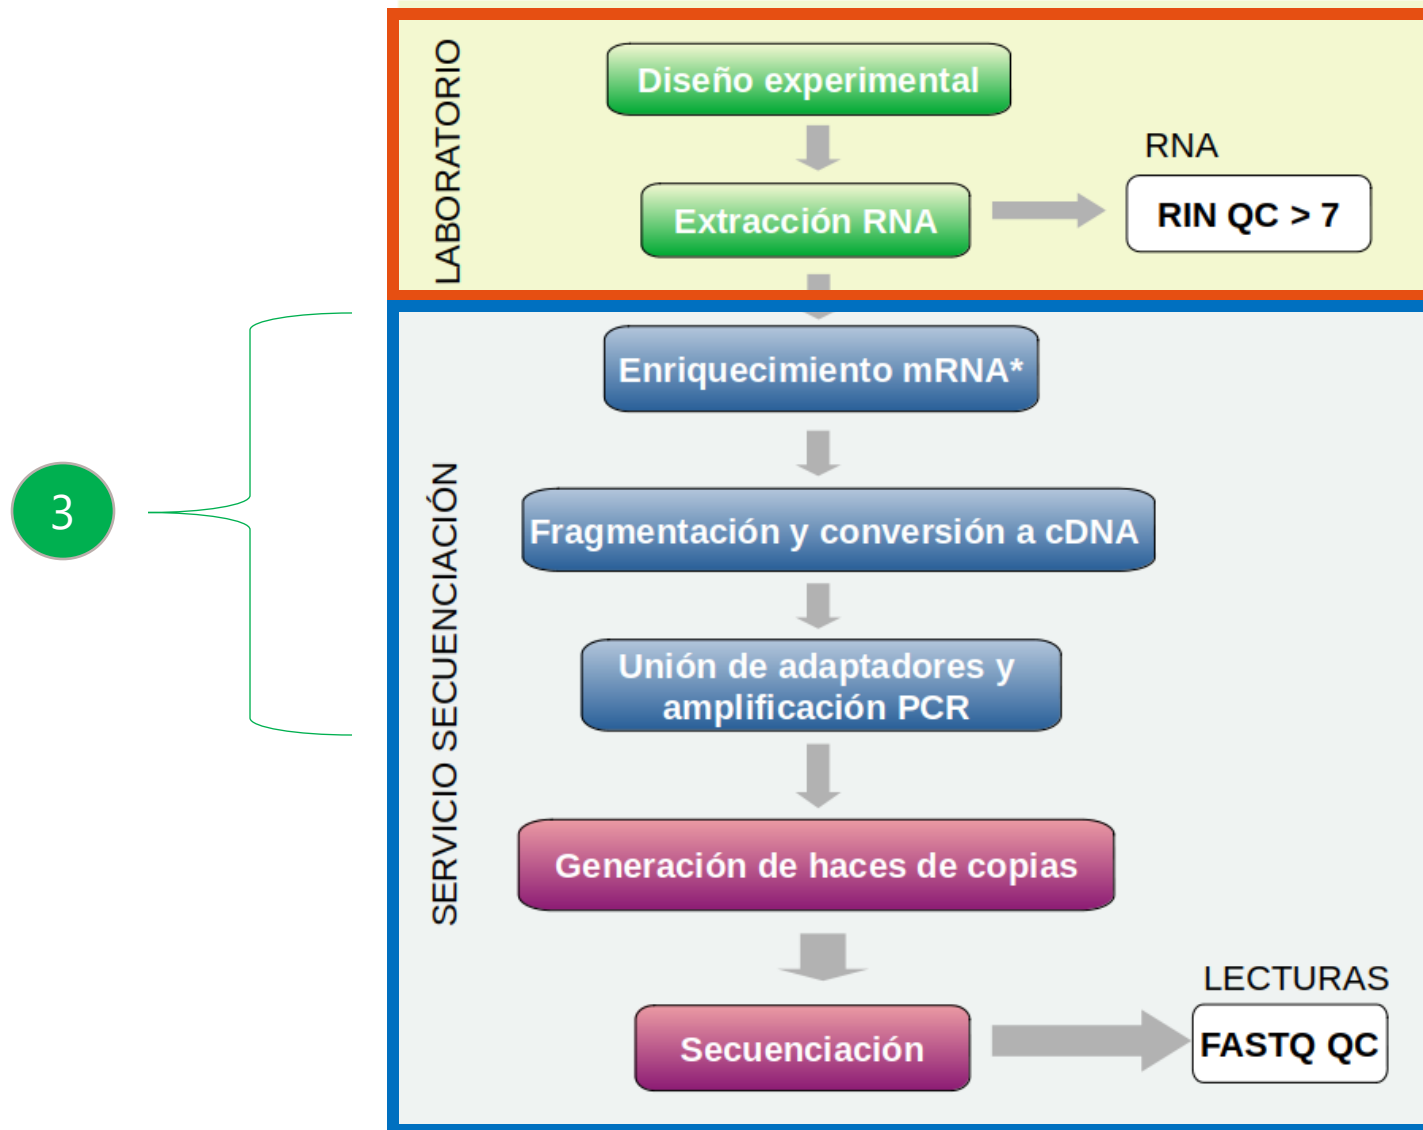 LABORATORIO
Diseño experimental
Extracción RNA
RNA
RIN QC > 7
3
SERVICIO SECUENCIACIÓN
Enriquecimiento mRNA*
Fragmentación y conversión a cDNA
Unión de adaptadores y
amplificación PCR
Generación de haces de copias
Secuenciación
LECTURAS
FASTQ QC